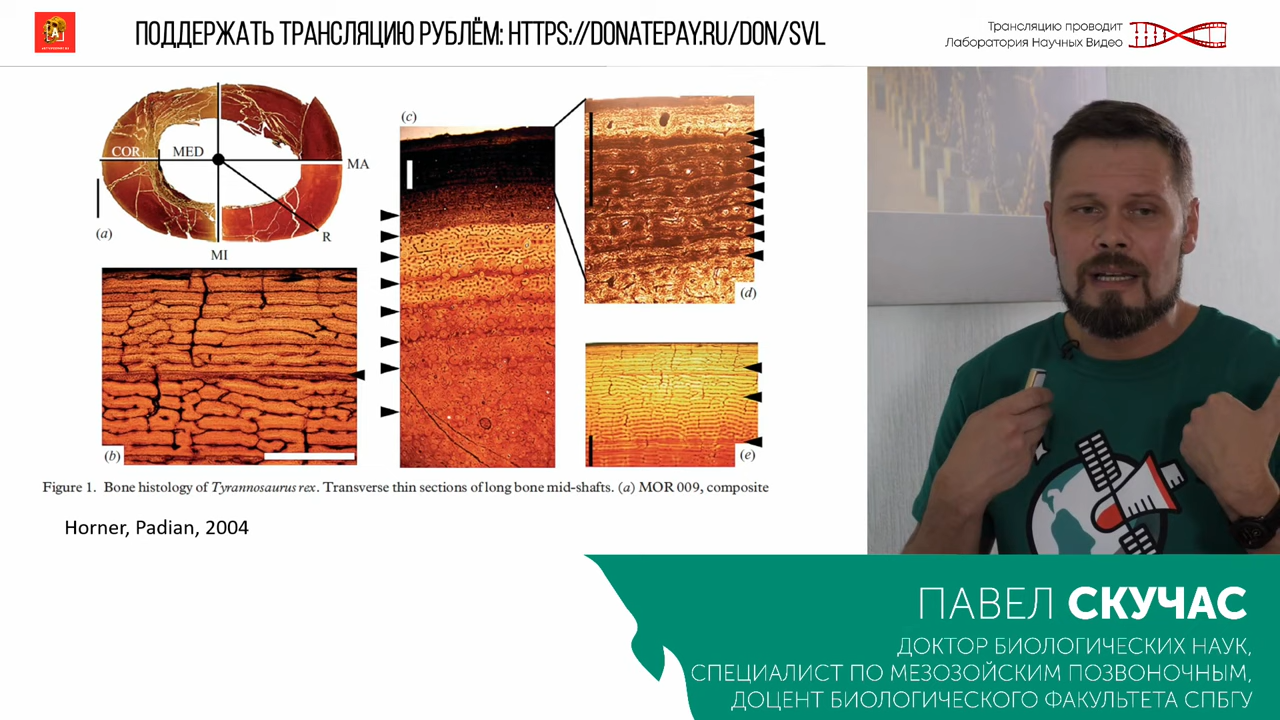 ПОДДЕРЖАТЬ ТРАНСЛЯЦИЮ РУБЛЁМ: HTTPS://DONATEPAY.RU/DON/SVL
Трансляцию проводит
Лаборатория Научных Видео
COR
MED
MA
(a)
R
MI
(b)
(c)
(d)
(e)
Figure 1. Bone histology of Tyrannosaurus rex. Transverse thin sections of long bone mid-shafts. (a) MOR 009, composite
Horner, Padian, 2004
ПАВЕЛ СКУЧАС
ДОКТОР БИОЛОГИЧЕСКИХ НАУК,
СПЕЦИАЛИСТ ПО МЕЗОЗОЙСКИМ ПОЗВОНОЧНЫМ,
ДОЦЕНТ БИОЛОГИЧЕСКОГО ФАКУЛЬТЕТА СПБГУ